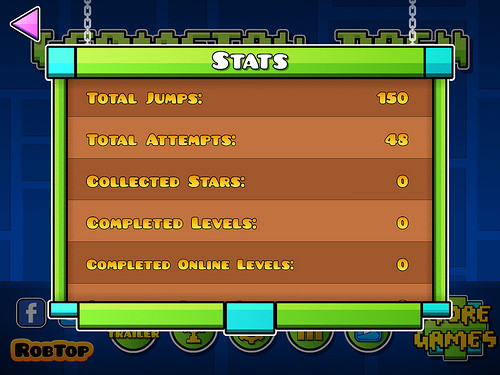 STATS
TOTAL JUMPS: 150
TOTAL ATTEMPTS: 48
COLLECTED STARS: 0
COMPLETED LEVELS: 0
COMPLETED ONLINE LEVELS: 0
f
TRAILER
ROBTOP
MORE
GAMES